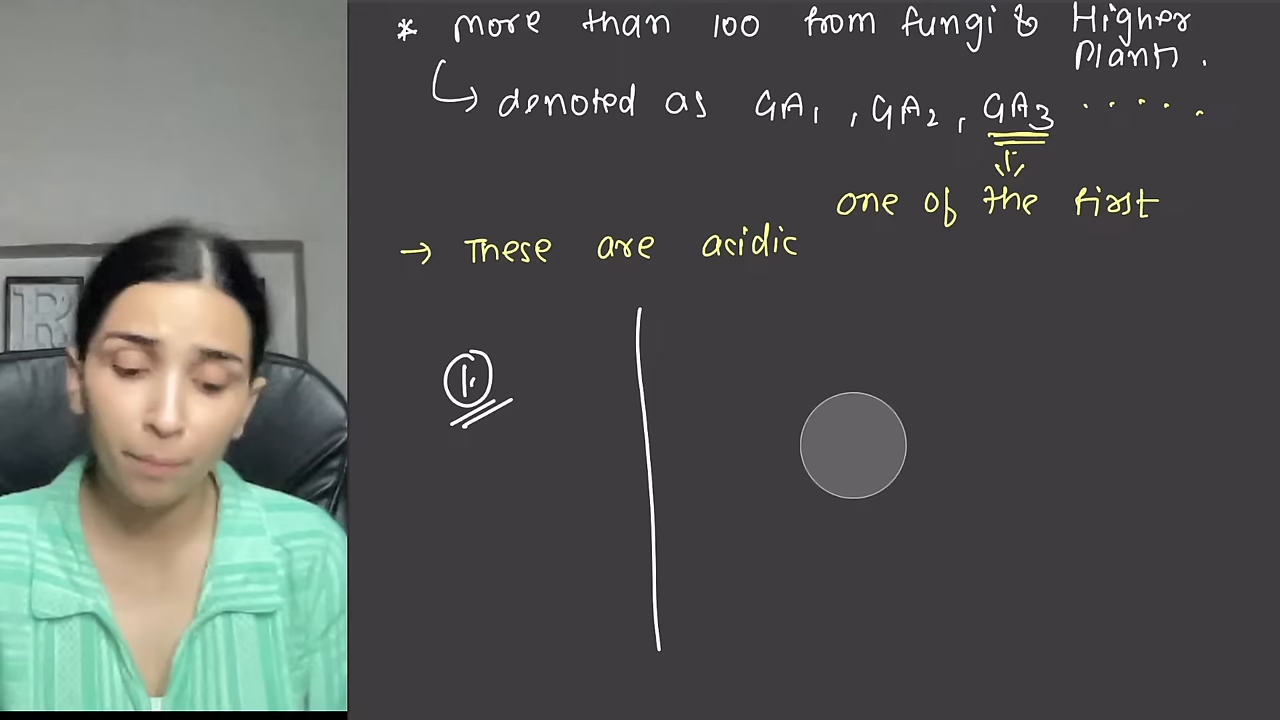 * more than 100 from fungi & Higher
Plants.
↳ denoted as GA1, GA2, GA3 .....
one of the first
→ These are acidic
1.
R